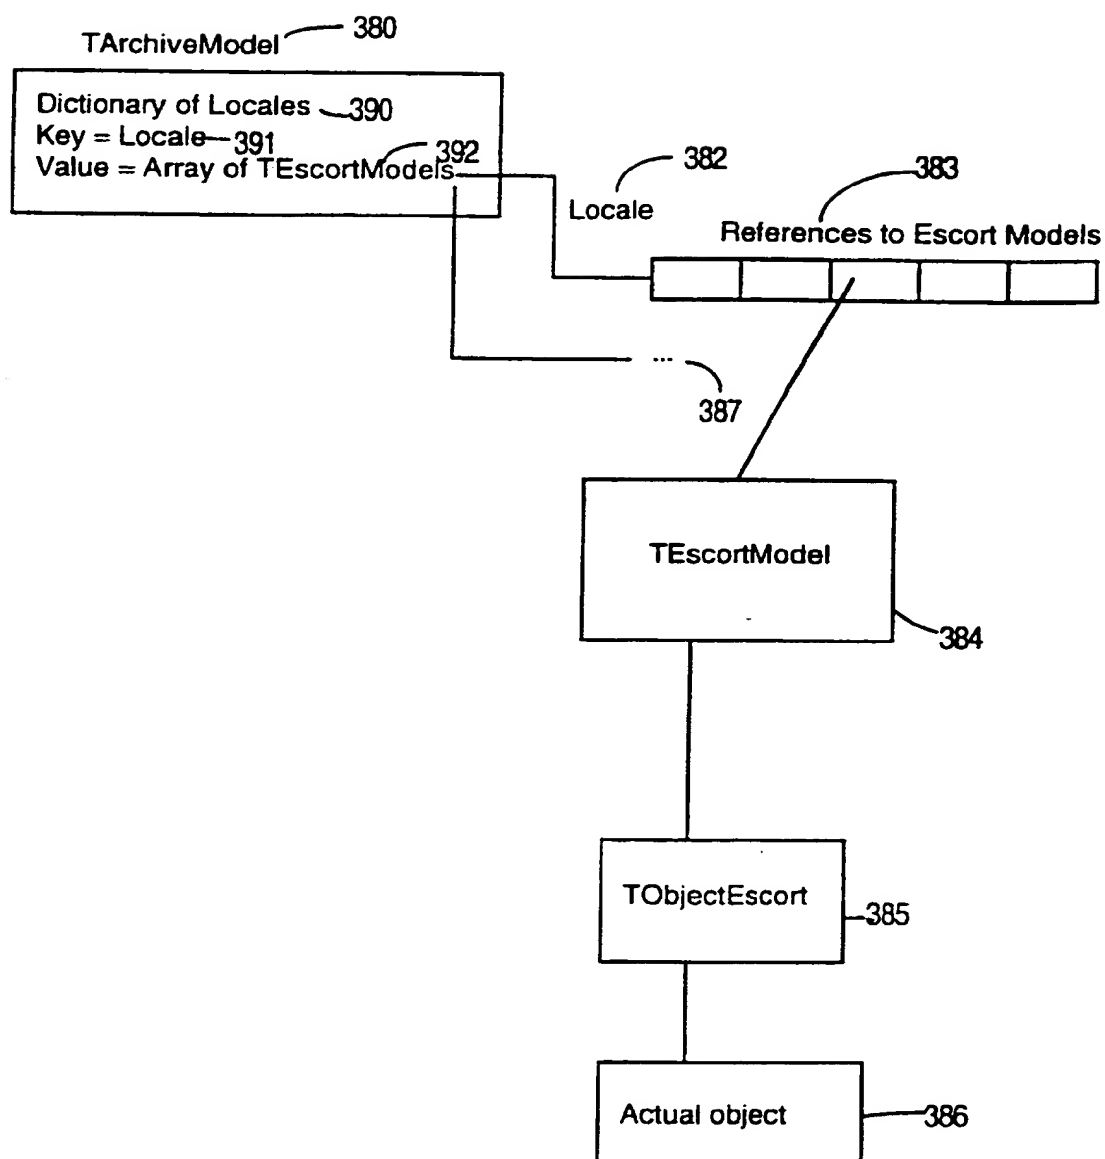 TArchiveModel 380
Dictionary of Locales 390
Key = Locale 391
Value = Array of TEscortModels 392
382
Locale
383
References to Escort Models
... 387
TEscortModel
384
TObjectEscort
385
Actual object
386